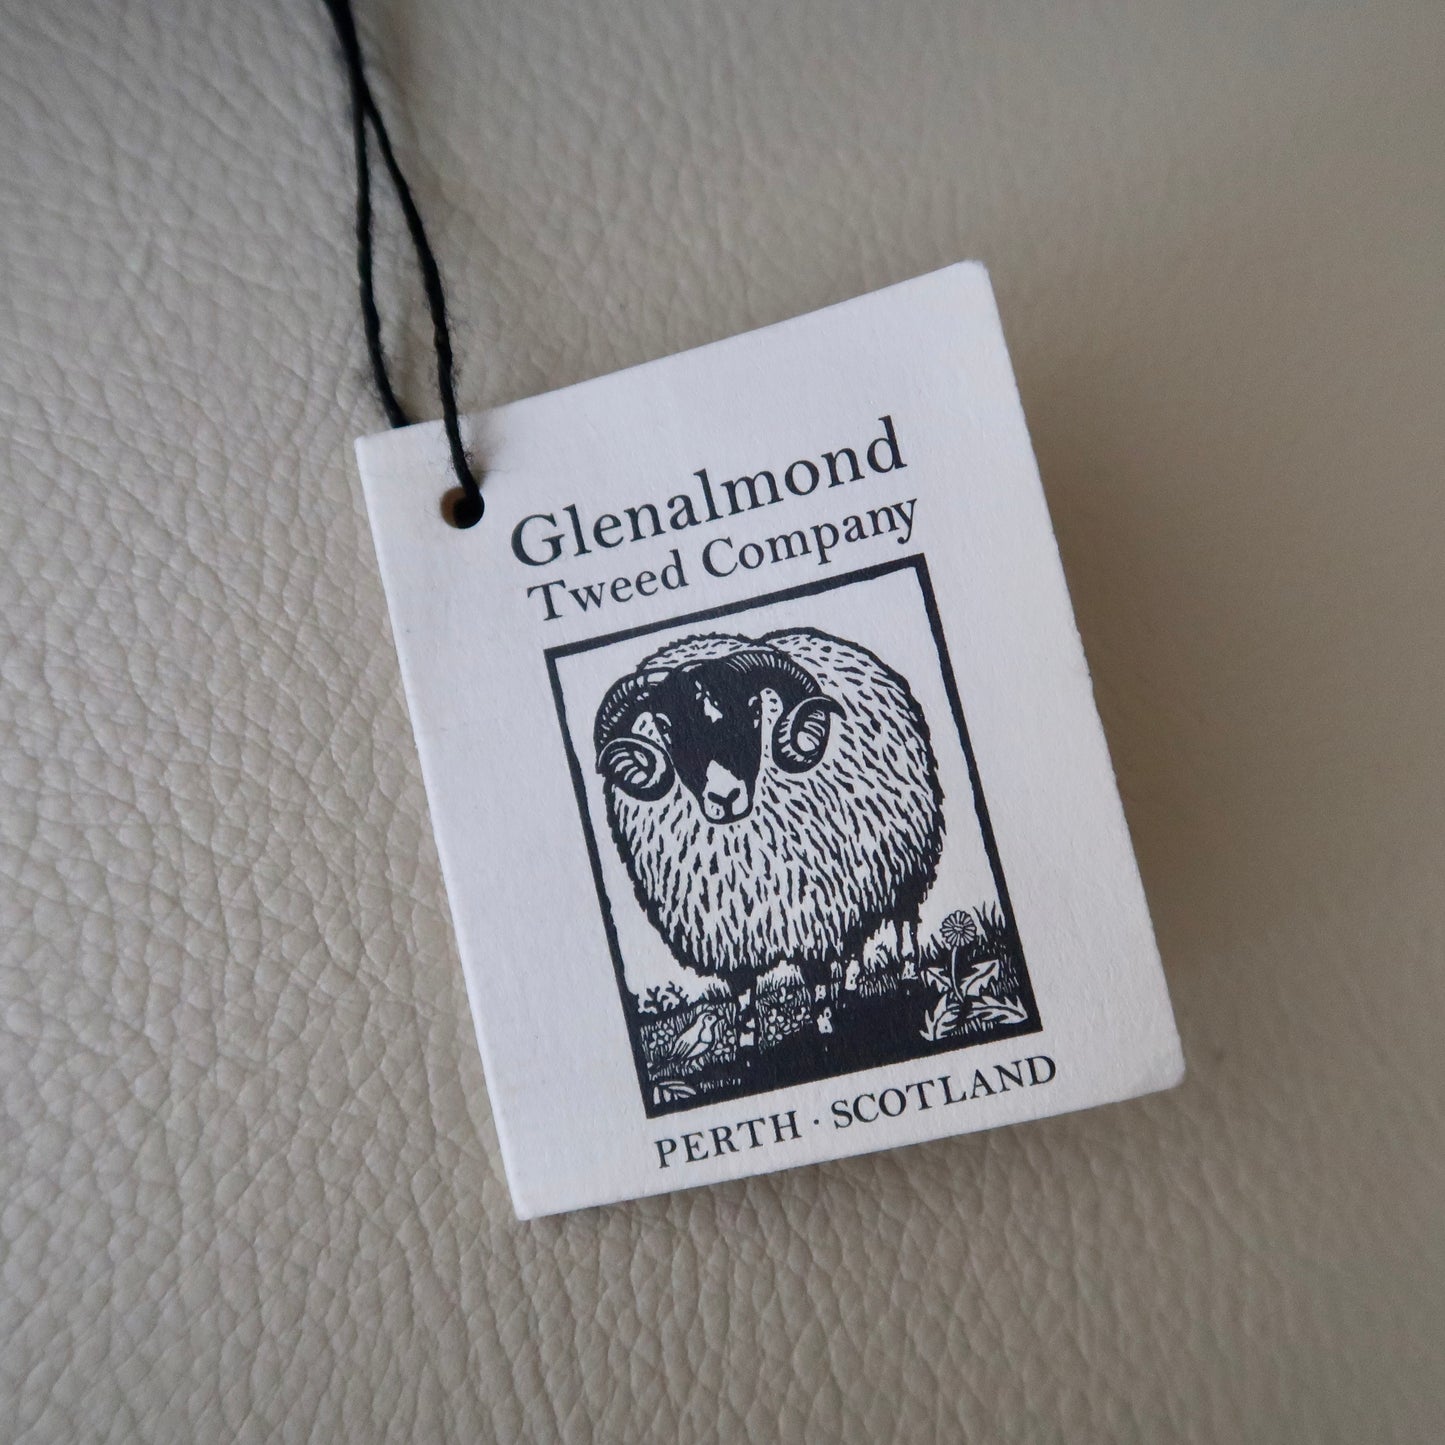 Glenalmond
Tweed Company
PERTH · SCOTLAND